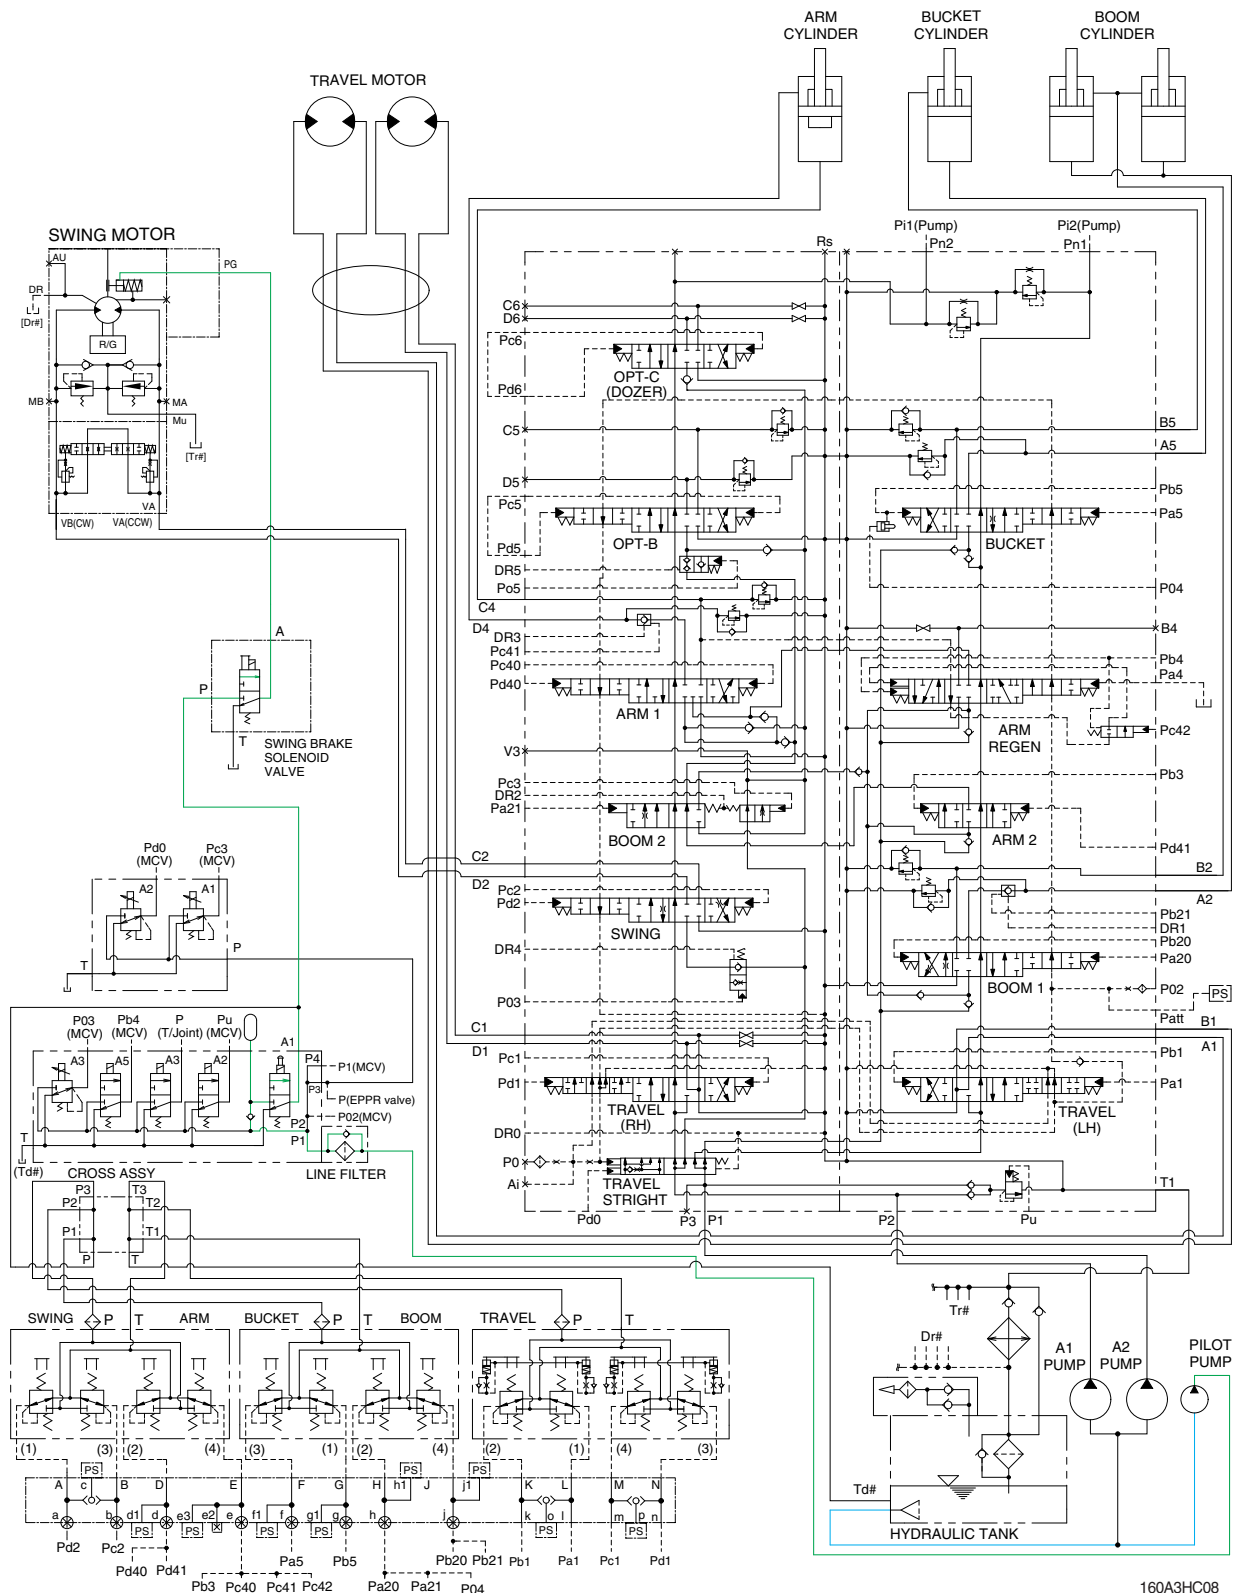 ARM
CYLINDER
BUCKET
CYLINDER
BOOM
CYLINDER
TRAVEL MOTOR
SWING MOTOR
AU
PG
DR
[Dr#]
R/G
MB
MA
Mu
[Tr#]
VA
VB(CW)
VA(CCW)
Pi1(Pump)
Pn2
Pi2(Pump)
Pn1
Rs
C6
D6
Pc6
Pd6
OPT-C
(DOZER)
C5
D5
Pc5
Pd5
OPT-B
DR5
Po5
C4
D4
DR3
Pc41
Pc40
Pd40
ARM 1
V3
Pc3
DR2
Pa21
BOOM 2
C2
D2
Pc2
Pd2
SWING
DR4
P03
C1
D1
Pc1
Pd1
TRAVEL
(RH)
DR0
P0
Ai
TRAVEL
STRIGHT
Pd0
P3
P1
P2
Pu
B5
A5
Pb5
Pa5
BUCKET
P04
B4
Pb4
Pa4
ARM
REGEN
Pc42
Pb3
ARM 2
Pd41
B2
A2
Pb21
DR1
Pb20
Pa20
BOOM 1
P02
PS
Patt
B1
A1
Pb1
Pa1
TRAVEL
(LH)
T1
A
P
T
SWING BRAKE
SOLENOID
VALVE
Pd0
(MCV)
Pc3
(MCV)
A2
A1
P
T
P03
(MCV)
Pb4
(MCV)
P
(T/Joint)
Pu
(MCV)
A1
A3
A5
A3
A2
P4
P1(MCV)
P3
P(EPPR valve)
P02(MCV)
P2
P1
T
(Td#)
LINE FILTER
CROSS ASSY
P3
T3
P2
T2
P1
T1
P
T
SWING
P
T
ARM
BUCKET
P
T
BOOM
TRAVEL
P
T
(1)
(3)
(2)
(4)
(3)
(1)
(2)
(4)
(2)
(1)
(4)
(3)
A
c
PS
B
D
E
F
G
H
h1
PS
J
j1
PS
K
L
M
N
a
b
d1
d
e3
e2
e
f1
f
g1
g
h
j
k
o
l
m
p
n
PS
PS
PS
PS
PS
PS
Pd2
Pc2
Pd40
Pd41
Pb3
Pc40
Pc41
Pc42
Pa5
Pb5
Pa20
Pa21
P04
Pb20
Pb21
Pb1
Pa1
Pc1
Pd1
Tr#
Dr#
A1
PUMP
A2
PUMP
PILOT
PUMP
Td#
HYDRAULIC TANK
160A3HC08